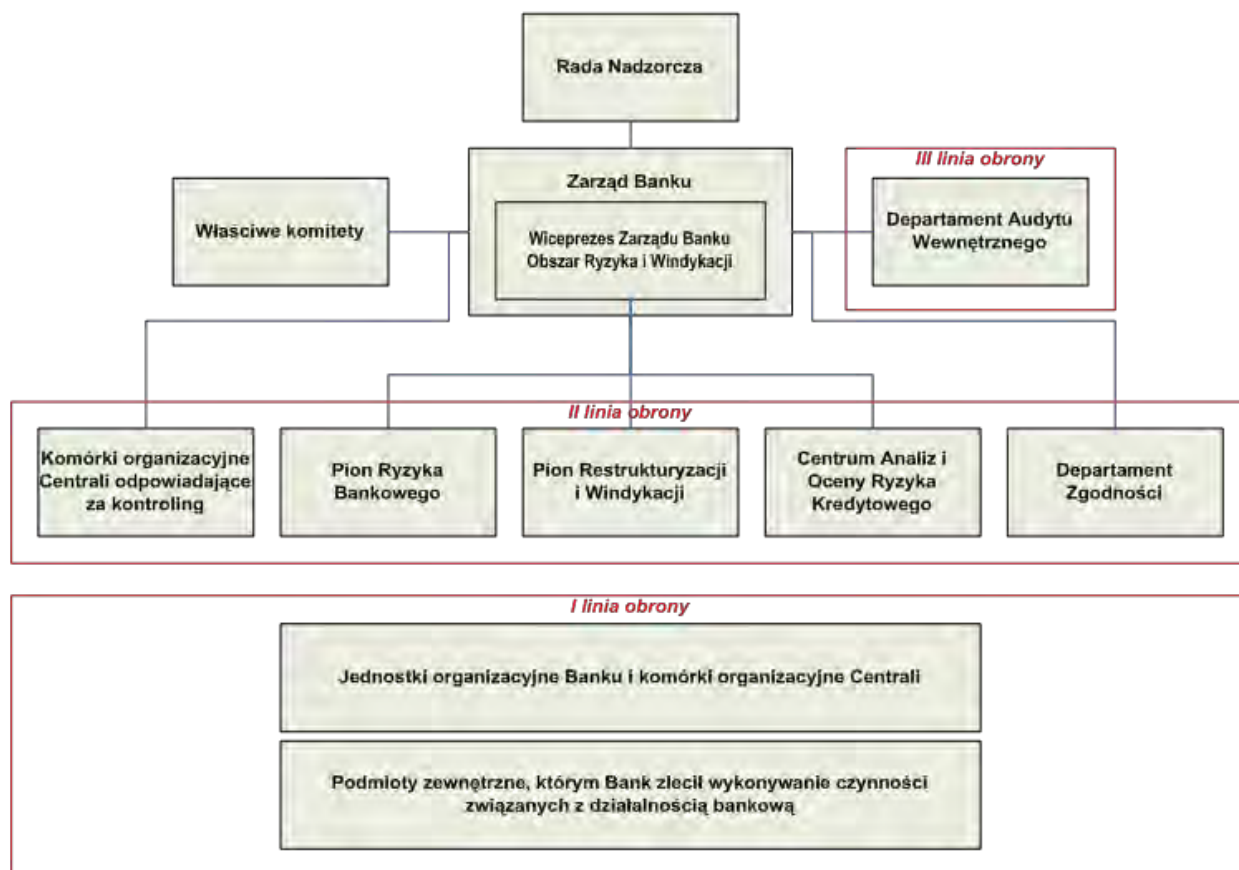 Rada Nadzorcza
III linia obrony
Zarząd Banku
Właściwe komitety
Wiceprezes Zarządu Banku
Obszar Ryzyka i Windykacji
Departament Audytu
Wewnętrznego
II linia obrony
Komórki organizacyjne
Centrali odpowiadające
za kontroling
Pion Ryzyka
Bankowego
Pion Restrukturyzacji
i Windykacji
Centrum Analiz i
Oceny Ryzyka
Kredytowego
Departament
Zgodności
I linia obrony
Jednostki organizacyjne Banku i komórki organizacyjne Centrali
Podmioty zewnętrzne, którym Bank zlecił wykonywanie czynności
związanych z działalnością bankową